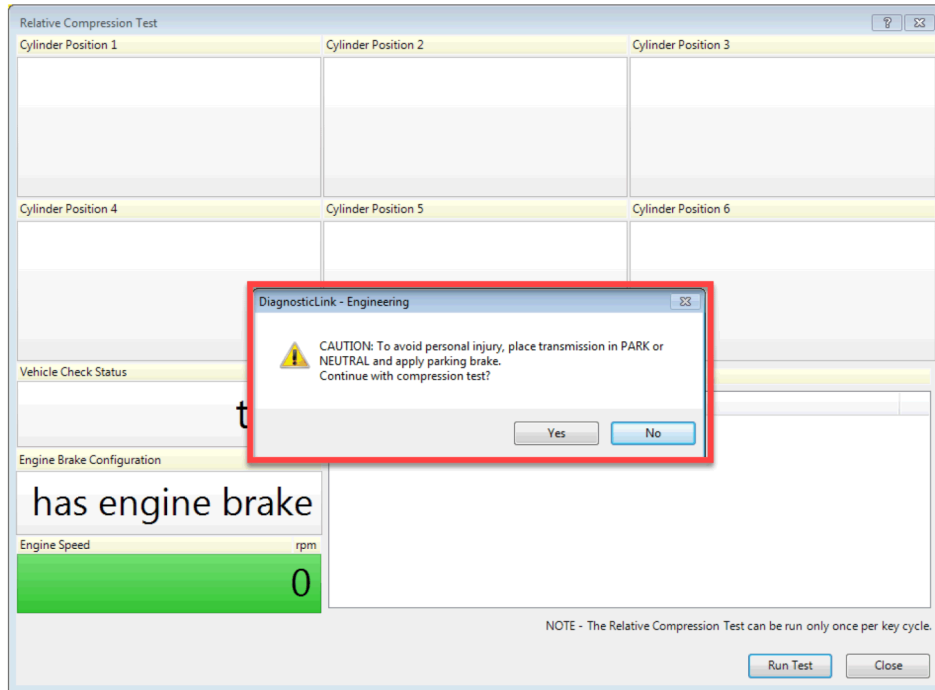 Relative Compression Test
Cylinder Position 1
Cylinder Position 2
Cylinder Position 3
Cylinder Position 4
Cylinder Position 5
Cylinder Position 6
DiagnosticLink - Engineering
CAUTION: To avoid personal injury, place transmission in PARK or
NEUTRAL and apply parking brake.
Continue with compression test?
Yes
No
Vehicle Check Status
Engine Brake Configuration
has engine brake
Engine Speed
rpm
0
NOTE - The Relative Compression Test can be run only once per key cycle.
Run Test
Close